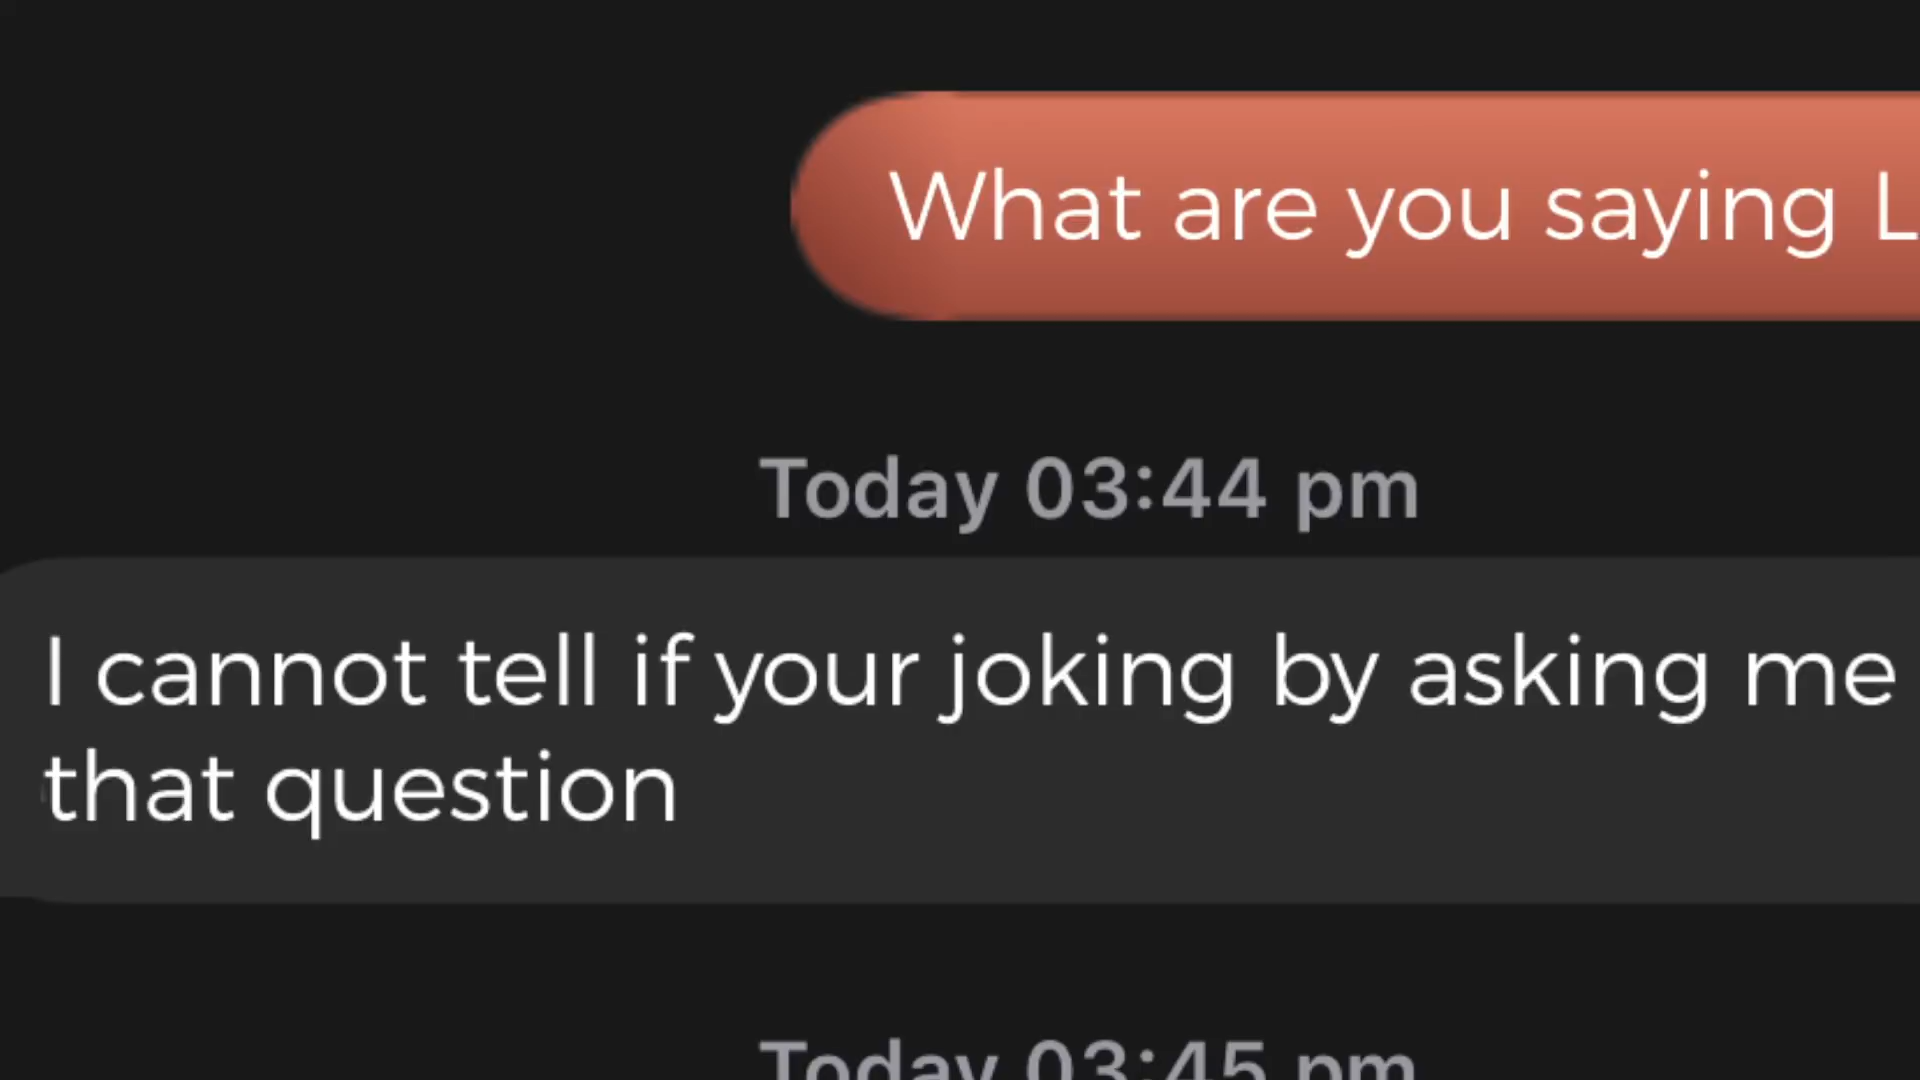 What are you saying L
Today 03:44 pm
I cannot tell if your joking by asking me
that question
Today 03:45 pm